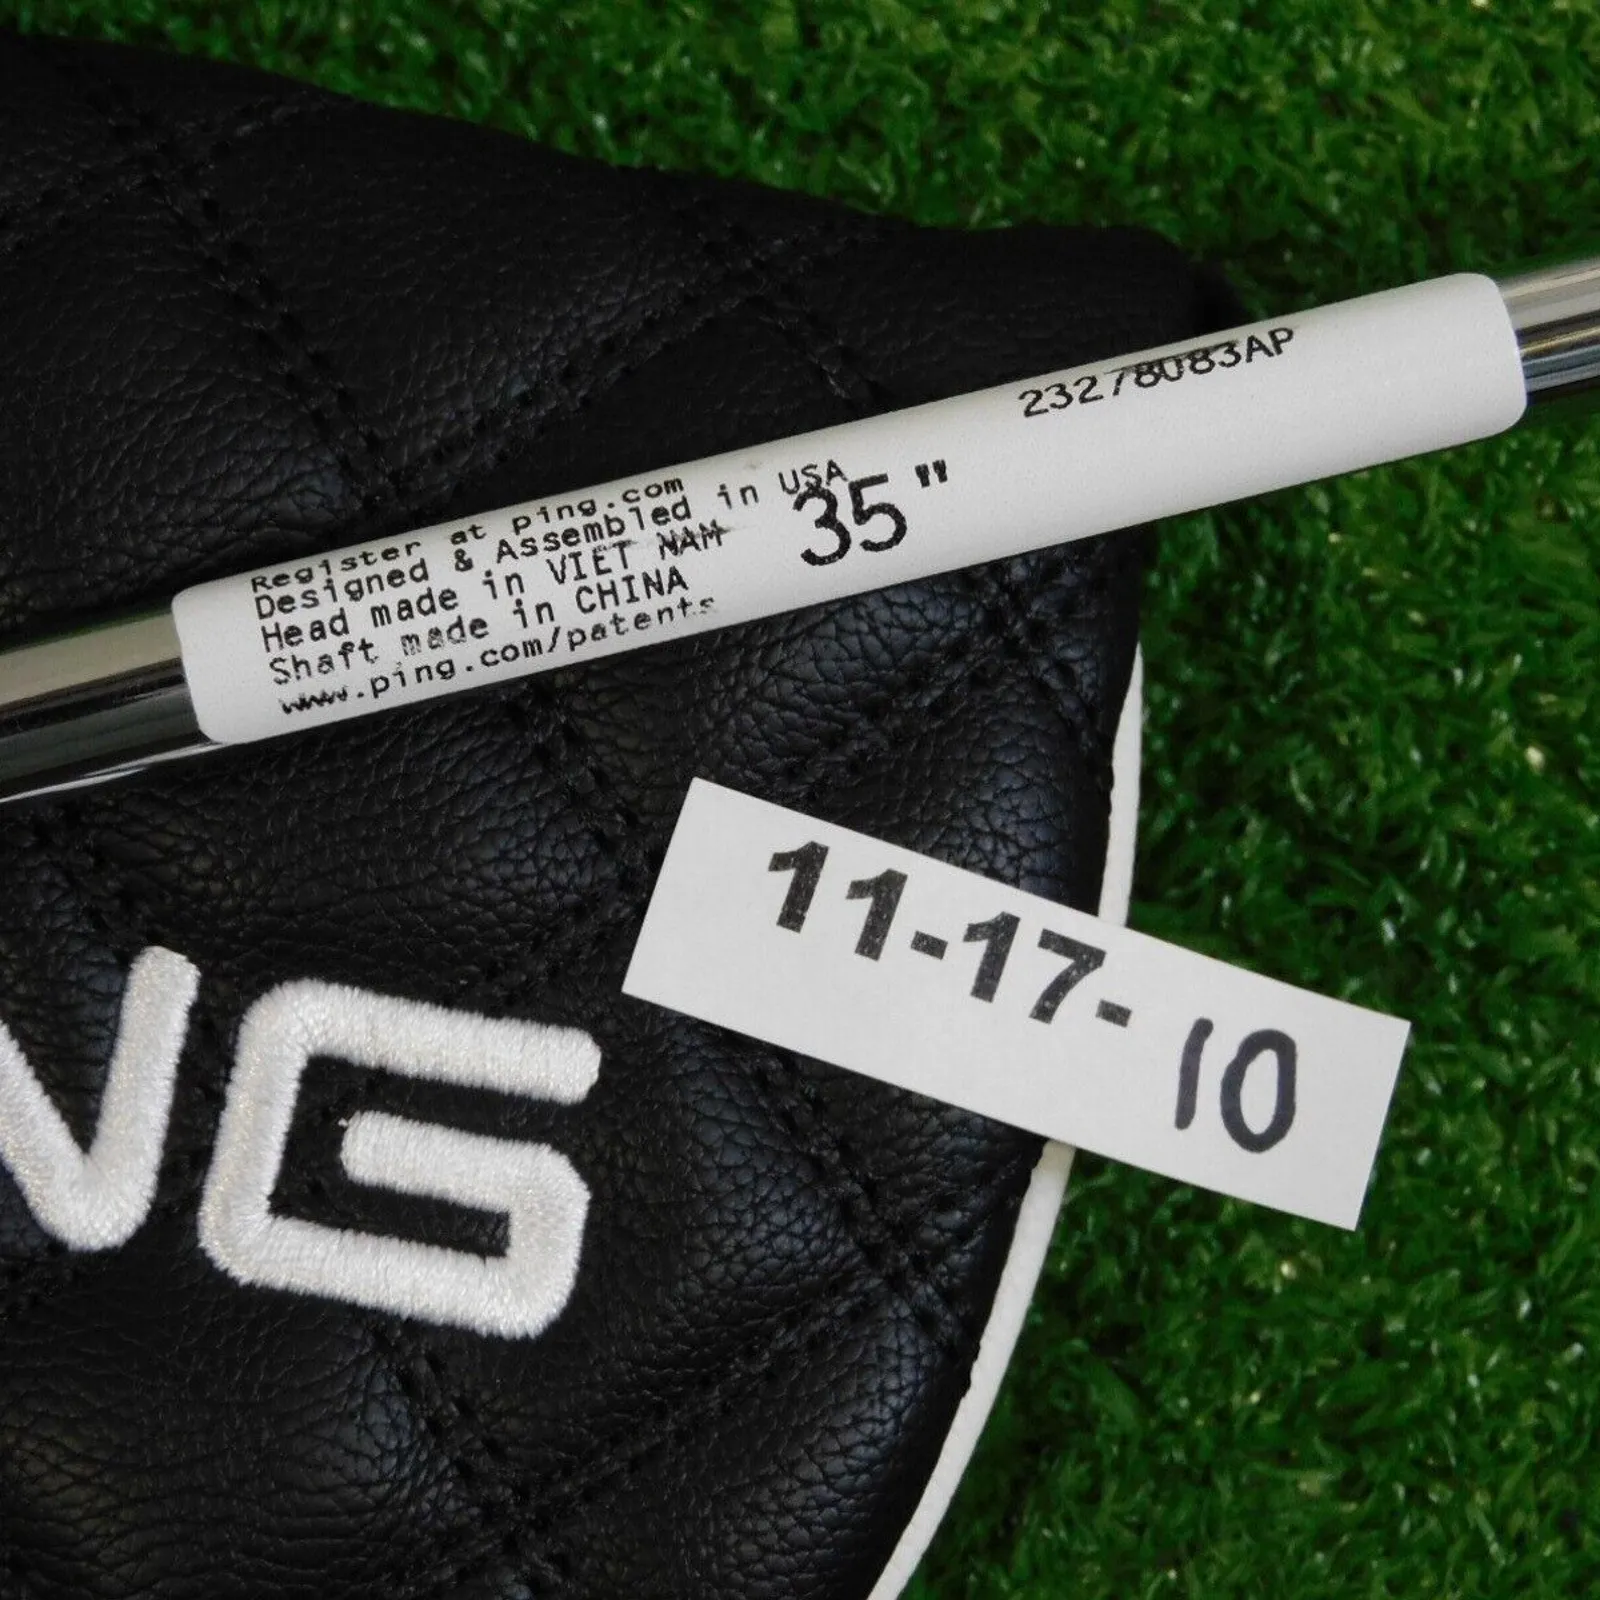 Register at ping.com
Designed & Assembled in USA
Head made in VIET NAM
Shaft made in CHINA
www.ping.com/patents
35"
23278083AP
11-17-10
NG